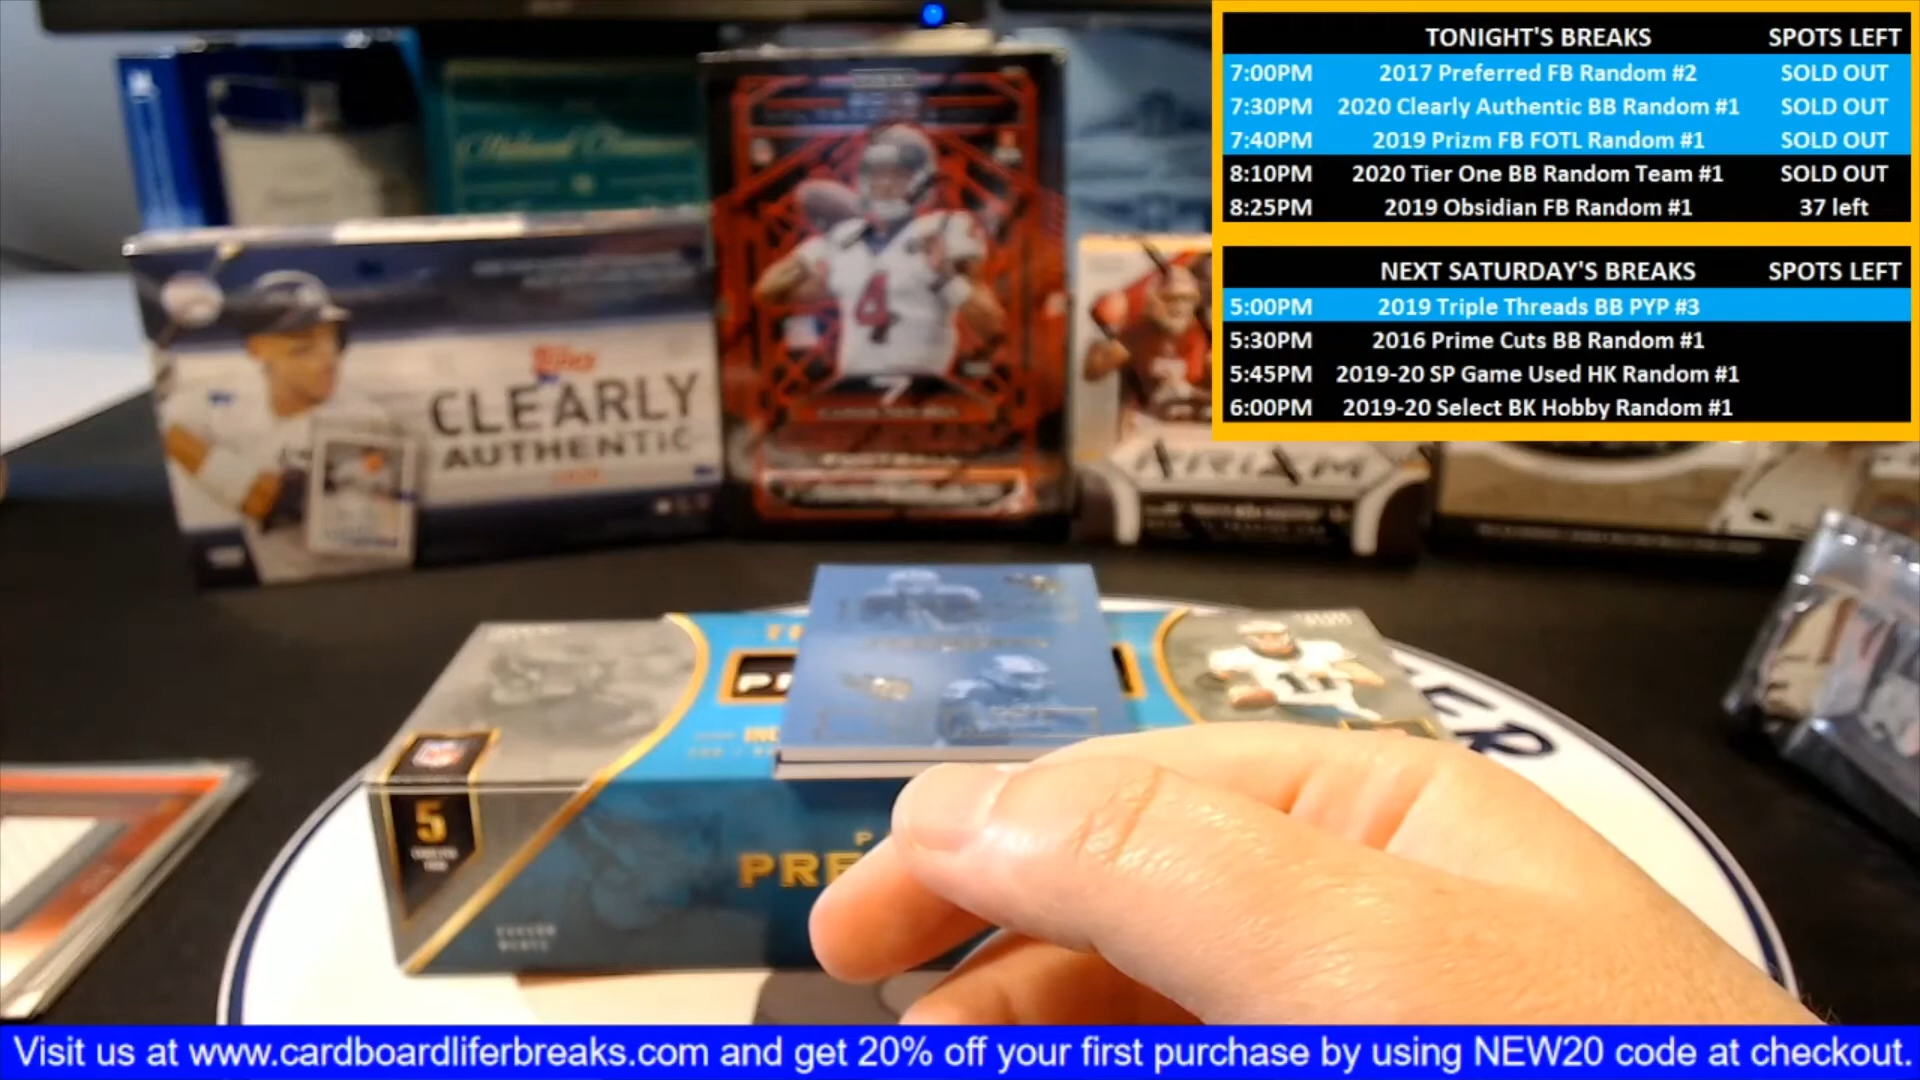 TONIGHT'S BREAKS SPOTS LEFT
7:00PM 2017 Preferred FB Random #2 SOLD OUT
7:30PM 2020 Clearly Authentic BB Random #1 SOLD OUT
7:40PM 2019 Prizm FB FOTL Random #1 SOLD OUT
8:10PM 2020 Tier One BB Random Team #1 SOLD OUT
8:25PM 2019 Obsidian FB Random #1 37 left
NEXT SATURDAY'S BREAKS SPOTS LEFT
5:00PM 2019 Triple Threads BB PYP #3
5:30PM 2016 Prime Cuts BB Random #1
5:45PM 2019-20 SP Game Used HK Random #1
6:00PM 2019-20 Select BK Hobby Random #1
Topps
CLEARLY
AUTHENTIC
4
PRIZM
11
5
Visit us at www.cardboardliferbreaks.com and get 20% off your first purchase by using NEW20 code at checkout.